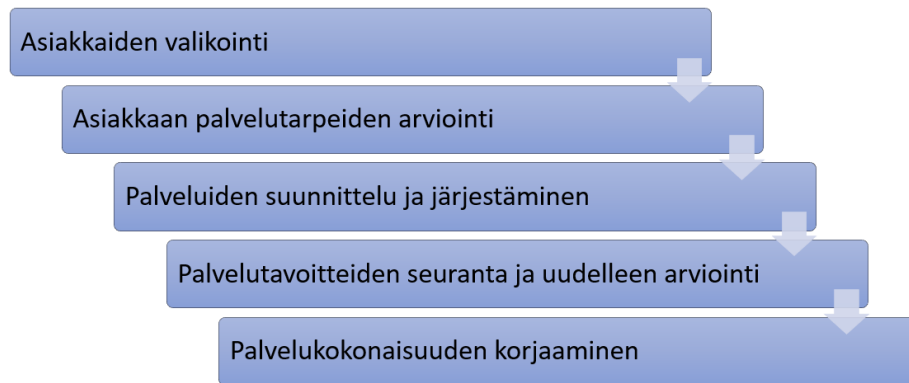 Asiakkaiden valikointi
Asiakkaan palvelutarpeiden arviointi
Palveluiden suunnittelu ja järjestäminen
Palvelutavoitteiden seuranta ja uudelleen arviointi
Palvelukokonaisuuden korjaaminen